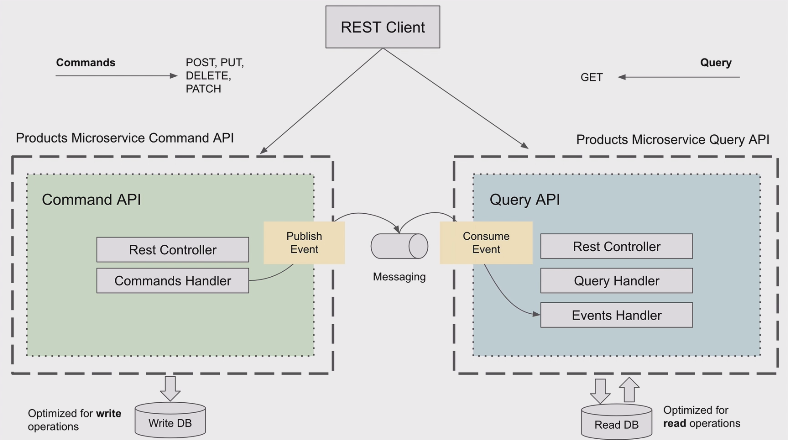 REST Client
Commands
POST, PUT,
DELETE,
PATCH
Query
GET
Products Microservice Command API
Products Microservice Query API
Command API
Rest Controller
Commands Handler
Publish
Event
Messaging
Consume
Event
Query API
Rest Controller
Query Handler
Events Handler
Optimized for write
operations
Write DB
Read DB
Optimized for
read operations